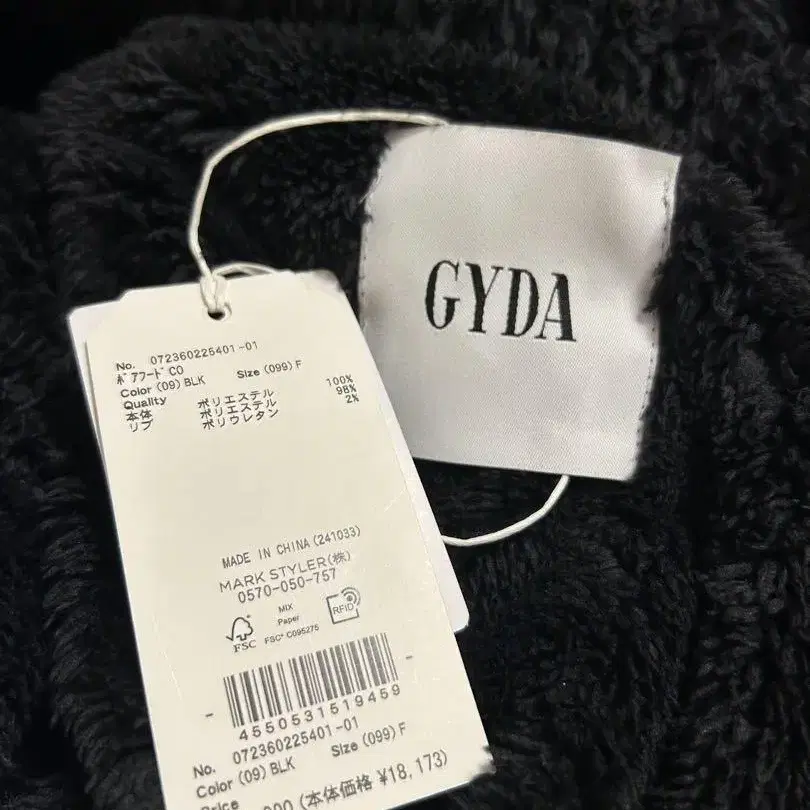 GYDA
No. 072360225401-01
ボアフードCO
Color (09) BLK Size (099) F
Quality
本体 ポリエステル 100%
リブ ポリエステル 98%
ポリウレタン 2%
MADE IN CHINA (241033)
MARK STYLER(株)
0570-050-757
FSC
MIX
Paper
FSC® C095275
RFID
4550531519459
No. 072360225401-01
Color (09) BLK Size (099) F
Price
(本体価格 ¥18,173)